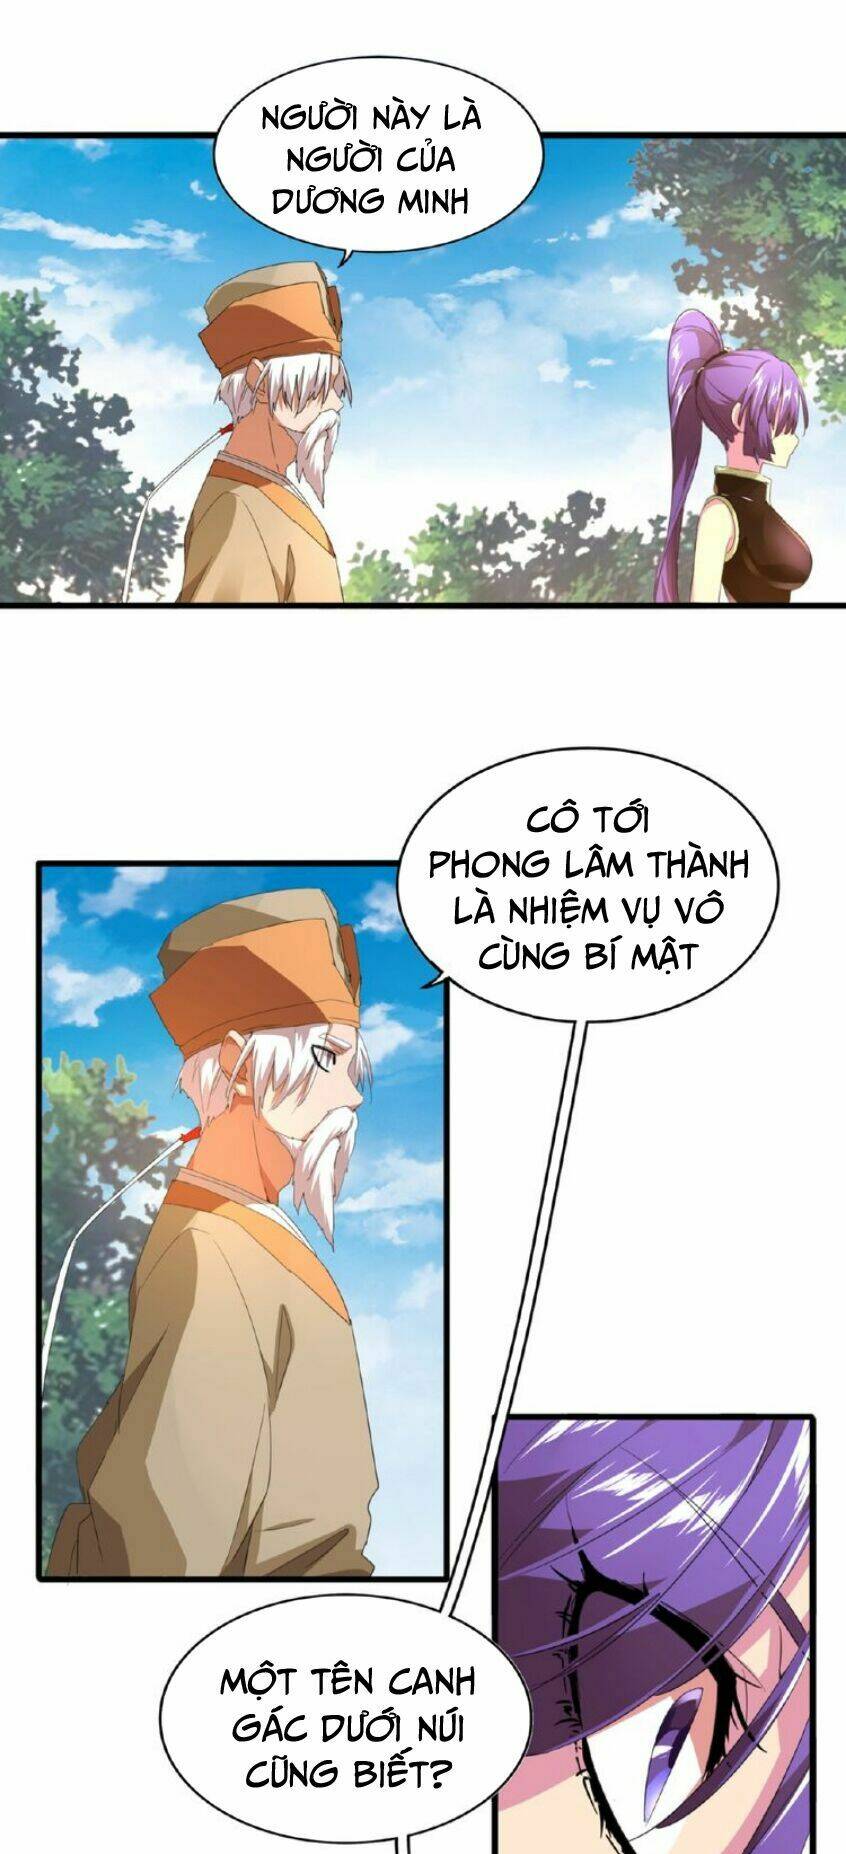 NGƯỜI NÀY LÀ
NGƯỜI CỦA
DƯƠNG MINH
CÔ TỚI
PHONG LÂM THÀNH
LÀ NHIỆM VỤ VÔ
CÙNG BÍ MẬT
MỘT TÊN CANH
GÁC DƯỚI NÚI
CŨNG BIẾT?